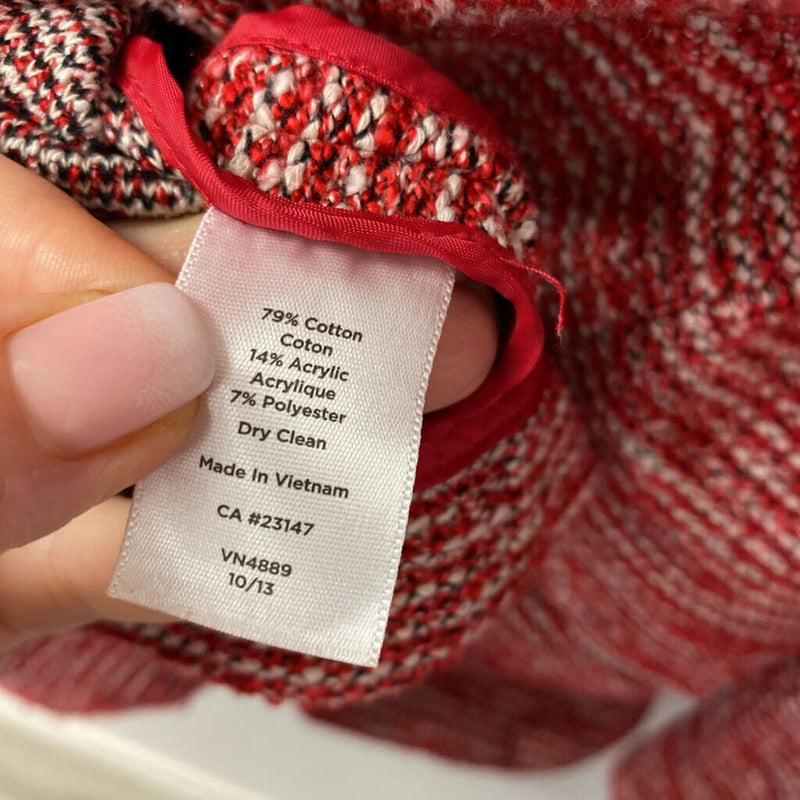 79% Cotton
Coton
14% Acrylic
Acrylique
7% Polyester
Dry Clean
Made In Vietnam
CA #23147
VN4889
10/13